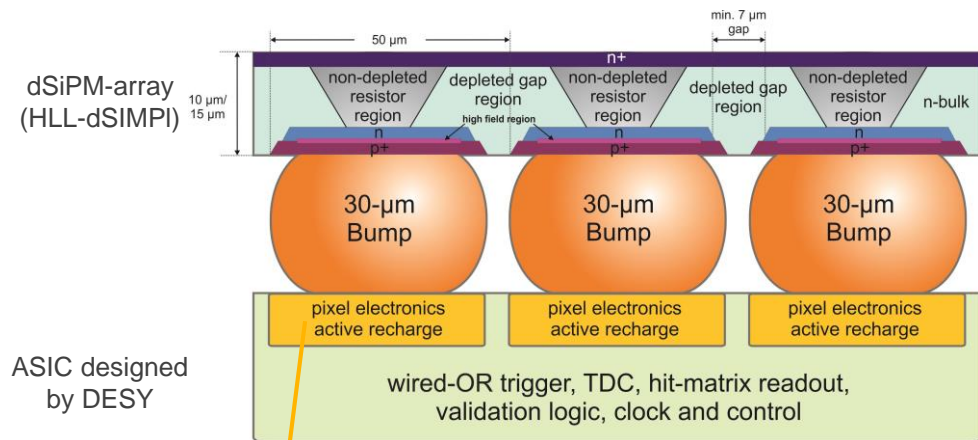 min. 7 µm
gap
50 µm
n+
dSiPM-array
(HLL-dSIMPl)
10 µm/
15 µm
non-depleted
resistor
region
depleted gap
region
non-depleted
resistor
region
depleted gap
region
non-depleted
resistor
region
n-bulk
high field region
n
n
n
p+
p+
p+
30-µm
Bump
30-µm
Bump
30-µm
Bump
pixel electronics
active recharge
pixel electronics
active recharge
pixel electronics
active recharge
ASIC designed
by DESY
wired-OR trigger, TDC, hit-matrix readout,
validation logic, clock and control